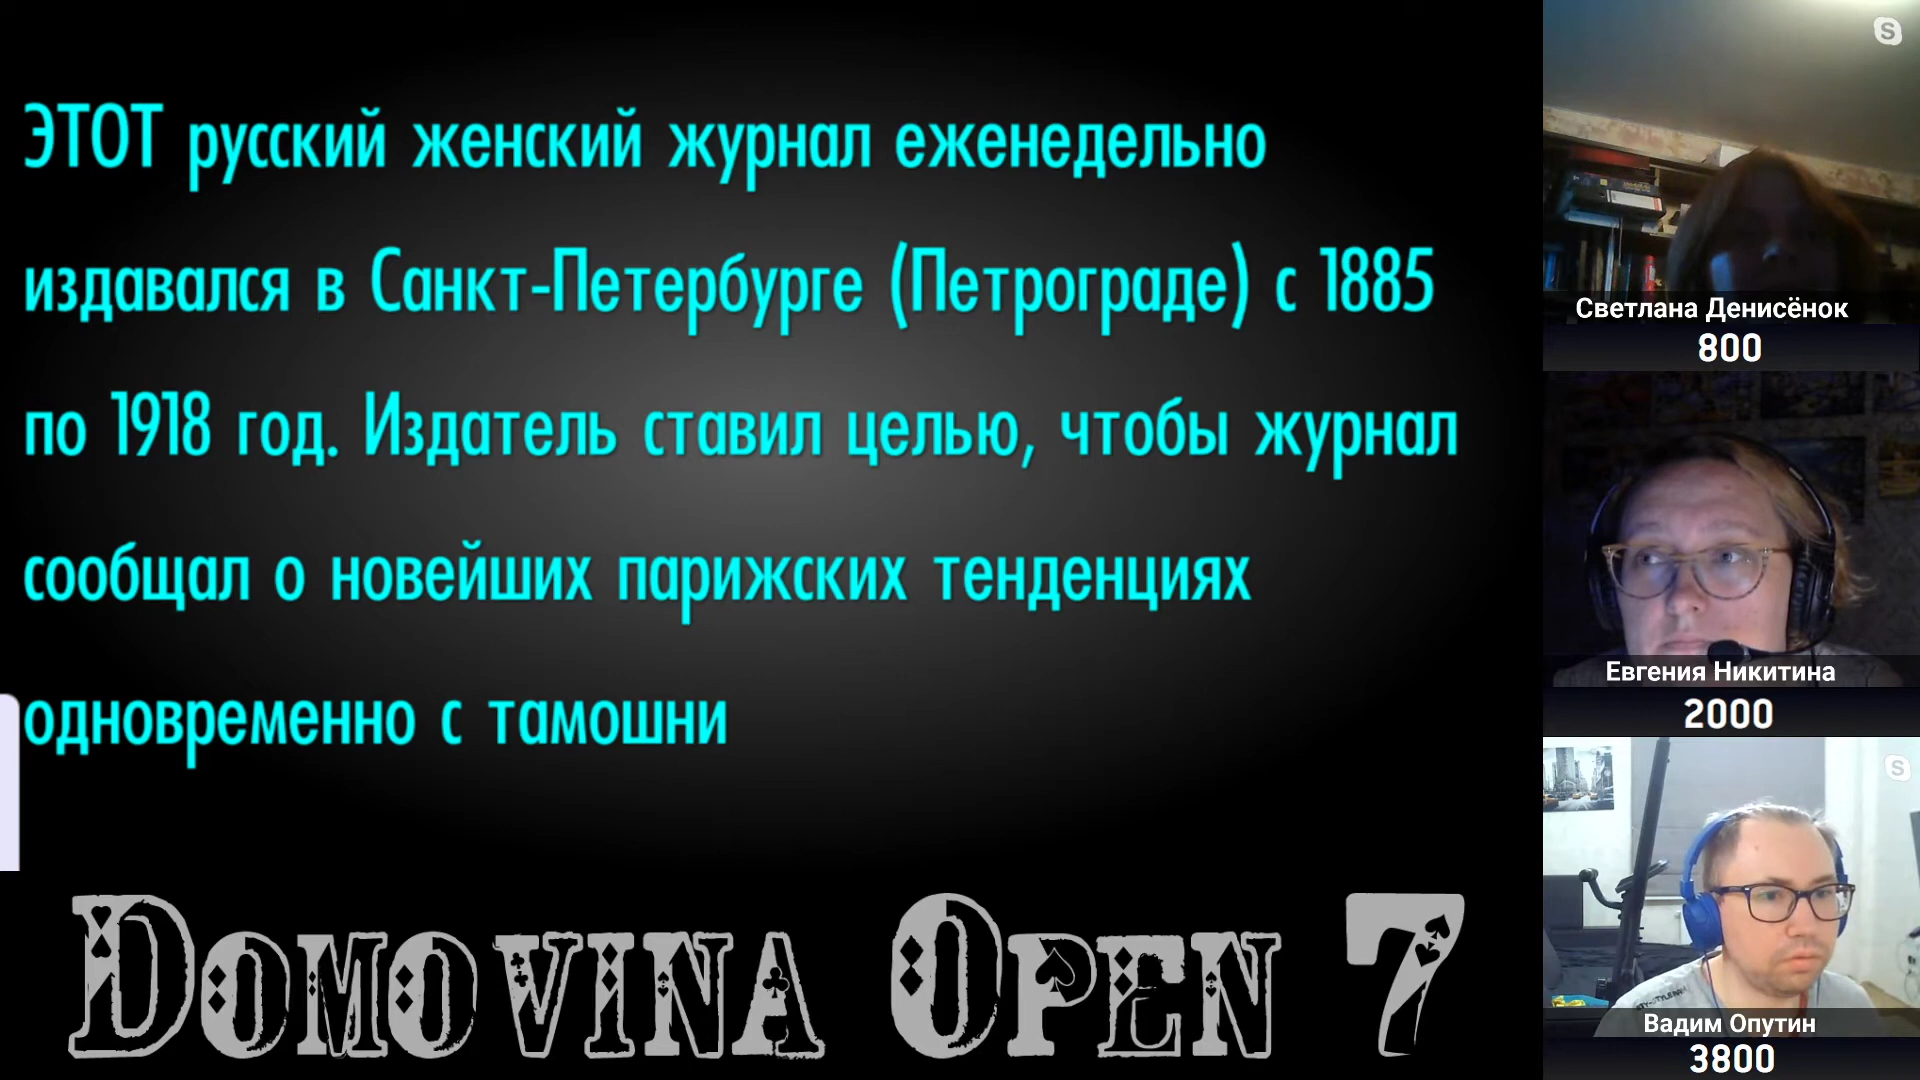 ЭТОТ русский женский журнал еженедельно
издавался в Санкт-Петербурге (Петрограде) с 1885
по 1918 год. Издатель ставил целью, чтобы журнал
сообщал о новейших парижских тенденциях
одновременно с тамошни
DOMOVINA OPEN 7
Светлана Денисёнок
800
Евгения Никитина
2000
Вадим Опутин
3800